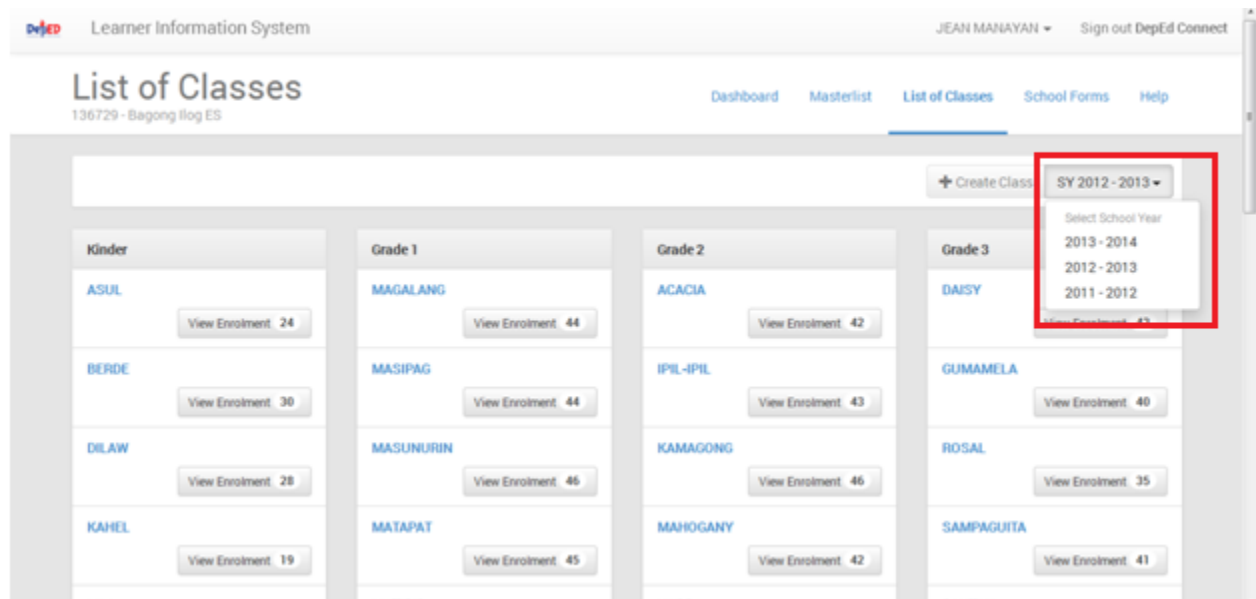 DepED Learner Information System JEAN MANAYAN Sign out DepEd Connect
List of Classes
136729 - Bagong Ilog ES
Dashboard Masterlist List of Classes School Forms Help
+ Create Class SY 2012 - 2013
Select School Year
2013 - 2014
2012 - 2013
2011 - 2012
Kinder Grade 1 Grade 2 Grade 3
ASUL MAGALANG ACACIA DAISY
View Enrolment 24 View Enrolment 44 View Enrolment 42 View Enrolment
BERDE MASIPAG IPIL-IPIL GUMAMELA
View Enrolment 30 View Enrolment 44 View Enrolment 43 View Enrolment 40
DILAW MASUNURIN KAMAGONG ROSAL
View Enrolment 28 View Enrolment 46 View Enrolment 46 View Enrolment 35
KAHEL MATAPAT MAHOGANY SAMPAGUITA
View Enrolment 19 View Enrolment 45 View Enrolment 42 View Enrolment 41